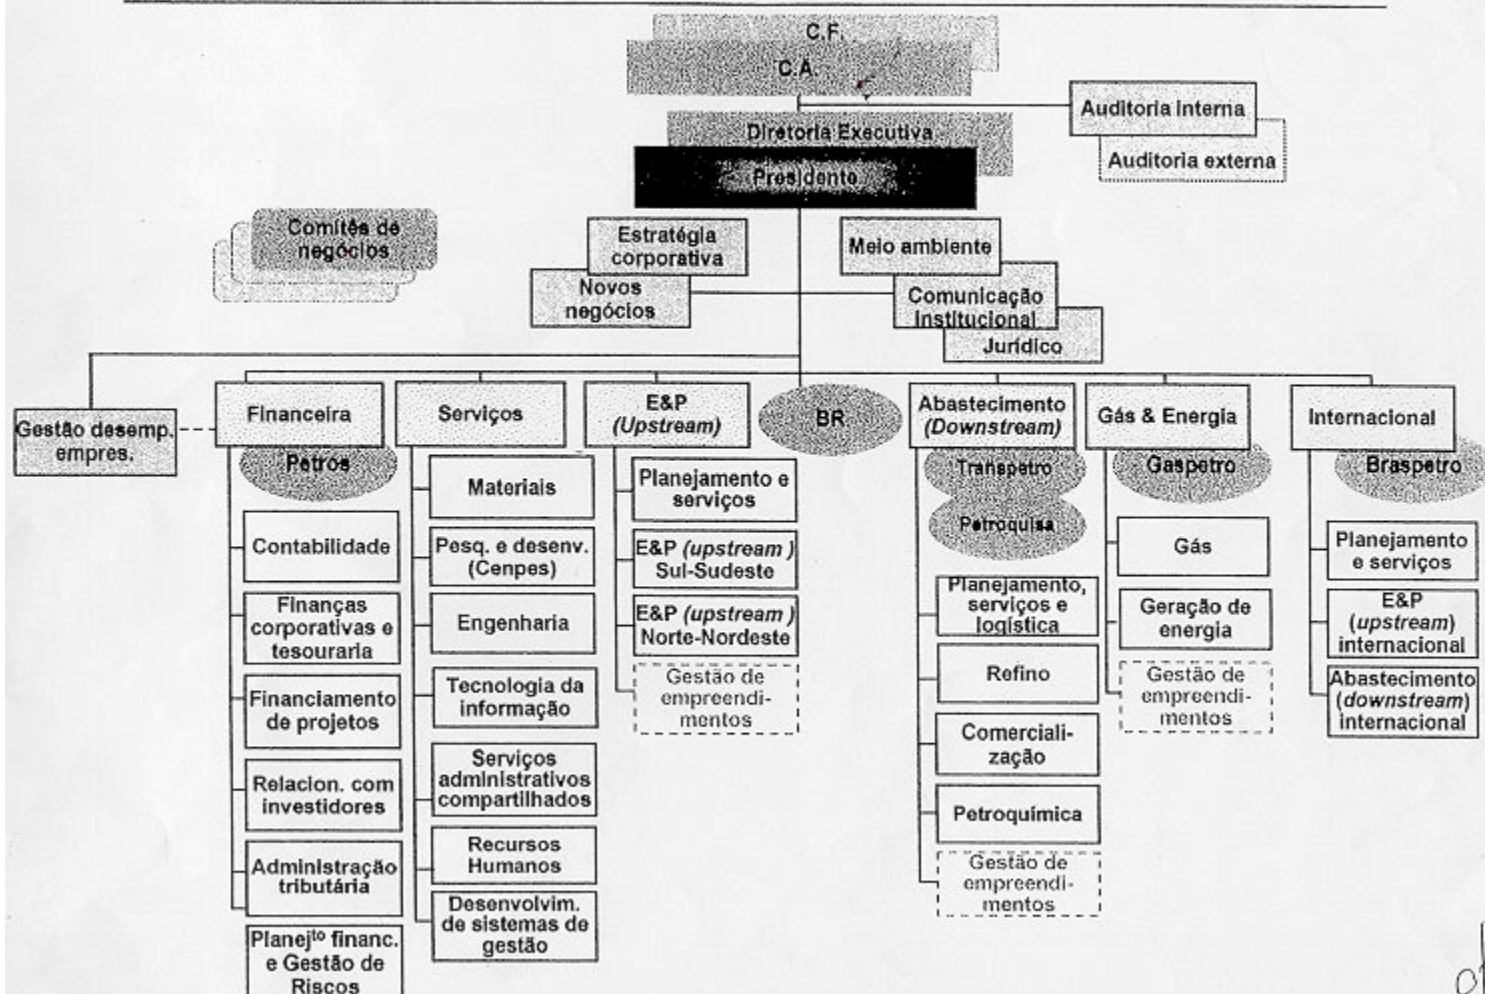 C.F.
C.A.
Auditoria interna
Auditoria externa
Diretoria Executiva
Presidente
Comitês de
negócios
Estratégia
corporativa
Novos
negócios
Meio ambiente
Comunicação
institucional
Jurídico
Gestão desemp.
empres.
Financeira
Petros
Contabilidade
Finanças
corporativas e
tesouraria
Financiamento
de projetos
Relacion. com
investidores
Administração
tributária
Planejto financ.
e Gestão de
Riscos
Serviços
Materiais
Pesq. e desenv.
(Cenpes)
Engenharia
Tecnologia da
informação
Serviços
administrativos
compartilhados
Recursos
Humanos
Desenvolvim.
de sistemas de
gestão
E&P
(Upstream)
Planejamento e
serviços
E&P (upstream )
Sul-Sudeste
E&P (upstream )
Norte-Nordeste
Gestão de
empreendi-
mentos
BR
Abastecimento
(Downstream)
Transpetro
Petroquisa
Planejamento,
serviços e
logística
Refino
Comerciali-
zação
Petroquímica
Gestão de
empreendi-
mentos
Gás & Energia
Gaspetro
Gás
Geração de
energia
Gestão de
empreendi-
mentos
Internacional
Braspetro
Planejamento
e serviços
E&P
(upstream)
internacional
Abastecimento
(downstream)
internacional